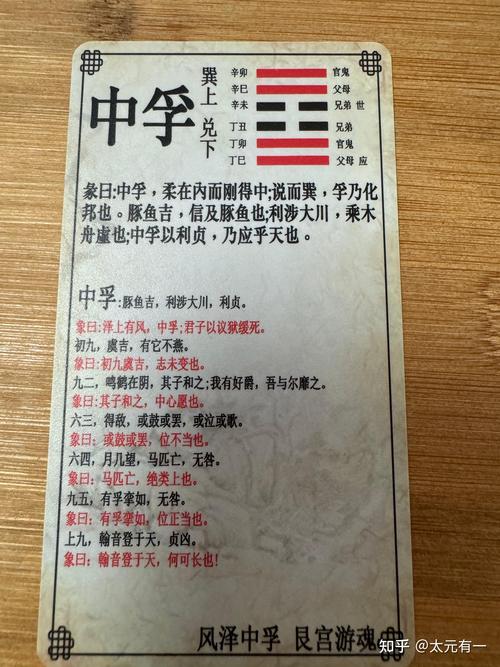 中孚
巽上 兑下
辛卯 官鬼
辛巳 父母
辛未 兄弟 世
丁丑 兄弟
丁卯 官鬼
丁巳 父母 应
彖曰:中孚，柔在内而刚得中;说而巽，孚乃化
邦也。豚鱼吉，信及豚鱼也;利涉大川，乘木
舟虚也;中孚以利贞，乃应乎天也。
中孚:豚鱼吉，利涉大川，利贞。
象曰:泽上有风，中孚;君子以议狱缓死。
初九，虞吉，有它不燕。
象曰:初九虞吉，志未变也。
九二，鸣鹤在阴，其子和之;我有好爵，吾与尔靡之。
象曰:其子和之，中心愿也。
六三，得敌，或鼓或罢，或泣或歌。
象曰：或鼓或罢，位不当也。
六四，月几望，马匹亡，无咎。
象曰：马匹亡，绝类上也。
九五，有孚挛如，无咎。
象曰：有孚挛如，位正当也。
上九，翰音登于天，贞凶。
象曰：翰音登于天，何可长也!
风泽中孚 艮宫游魂
知乎 @太元有一